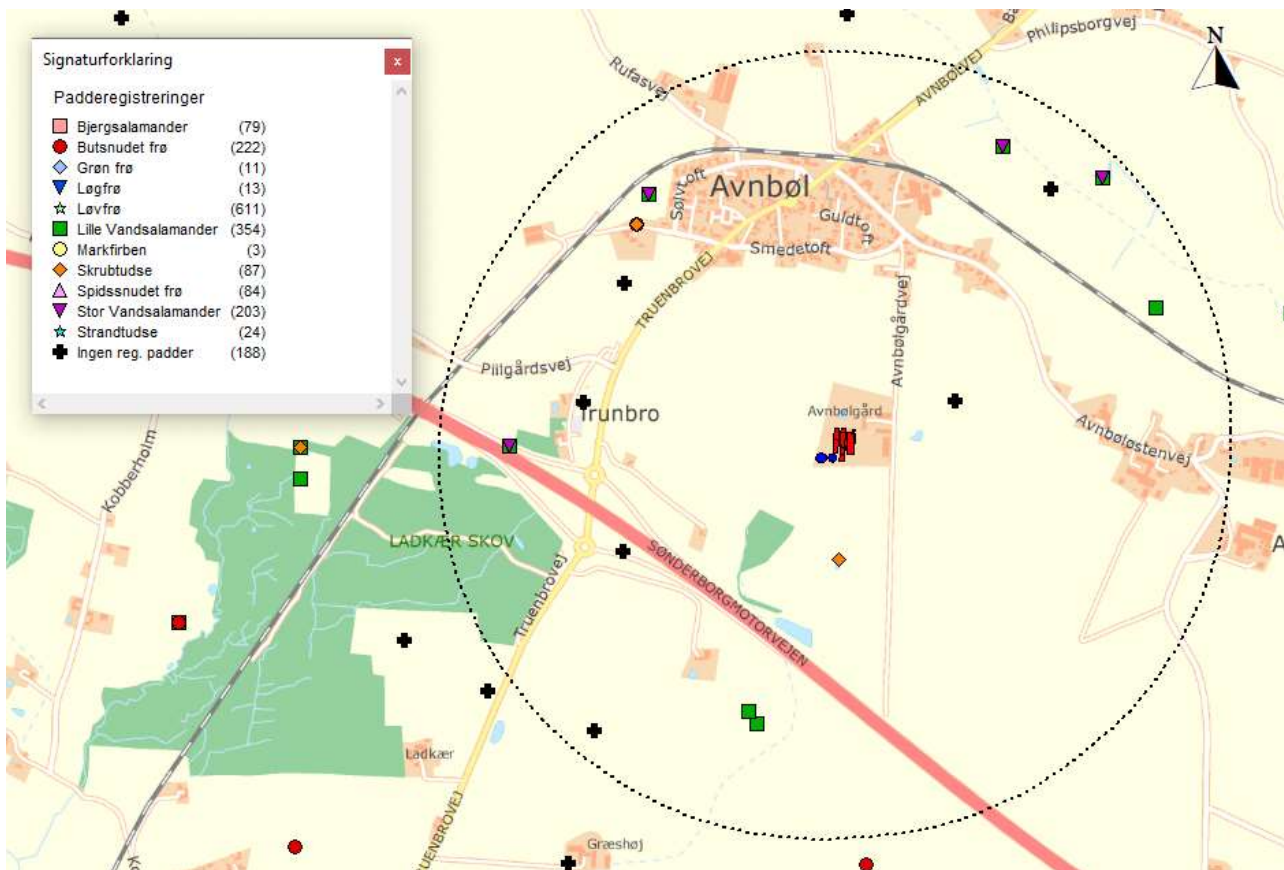 Signaturforklaring
x
Padderegistreringer
Bjergsalamander (79)
Butsnudet frø (222)
Grøn frø (11)
Løgfrø (13)
Løvfrø (611)
Lille Vandsalamander (354)
Markfirben (3)
Skrubtudse (87)
Spidssnudet frø (84)
Stor Vandsalamander (203)
Strandtudse (24)
Ingen reg. padder (188)
Philipsborgvej
N
Rufasvej
AVNBØLVEJ
Avnbøl
Sølvtoft
Guldtoft
Smedetoft
TRUENBROVEJ
Avnbølgårdvej
Piilgårdsvej
Trunbro
Avnbølgård
Avnbøløstenvej
Kobberholm
LADKÆR SKOV
SØNDERBORGMOTORVEJEN
Truenbrovej
Ladkær
TRUENBROVEJ
Græshøj